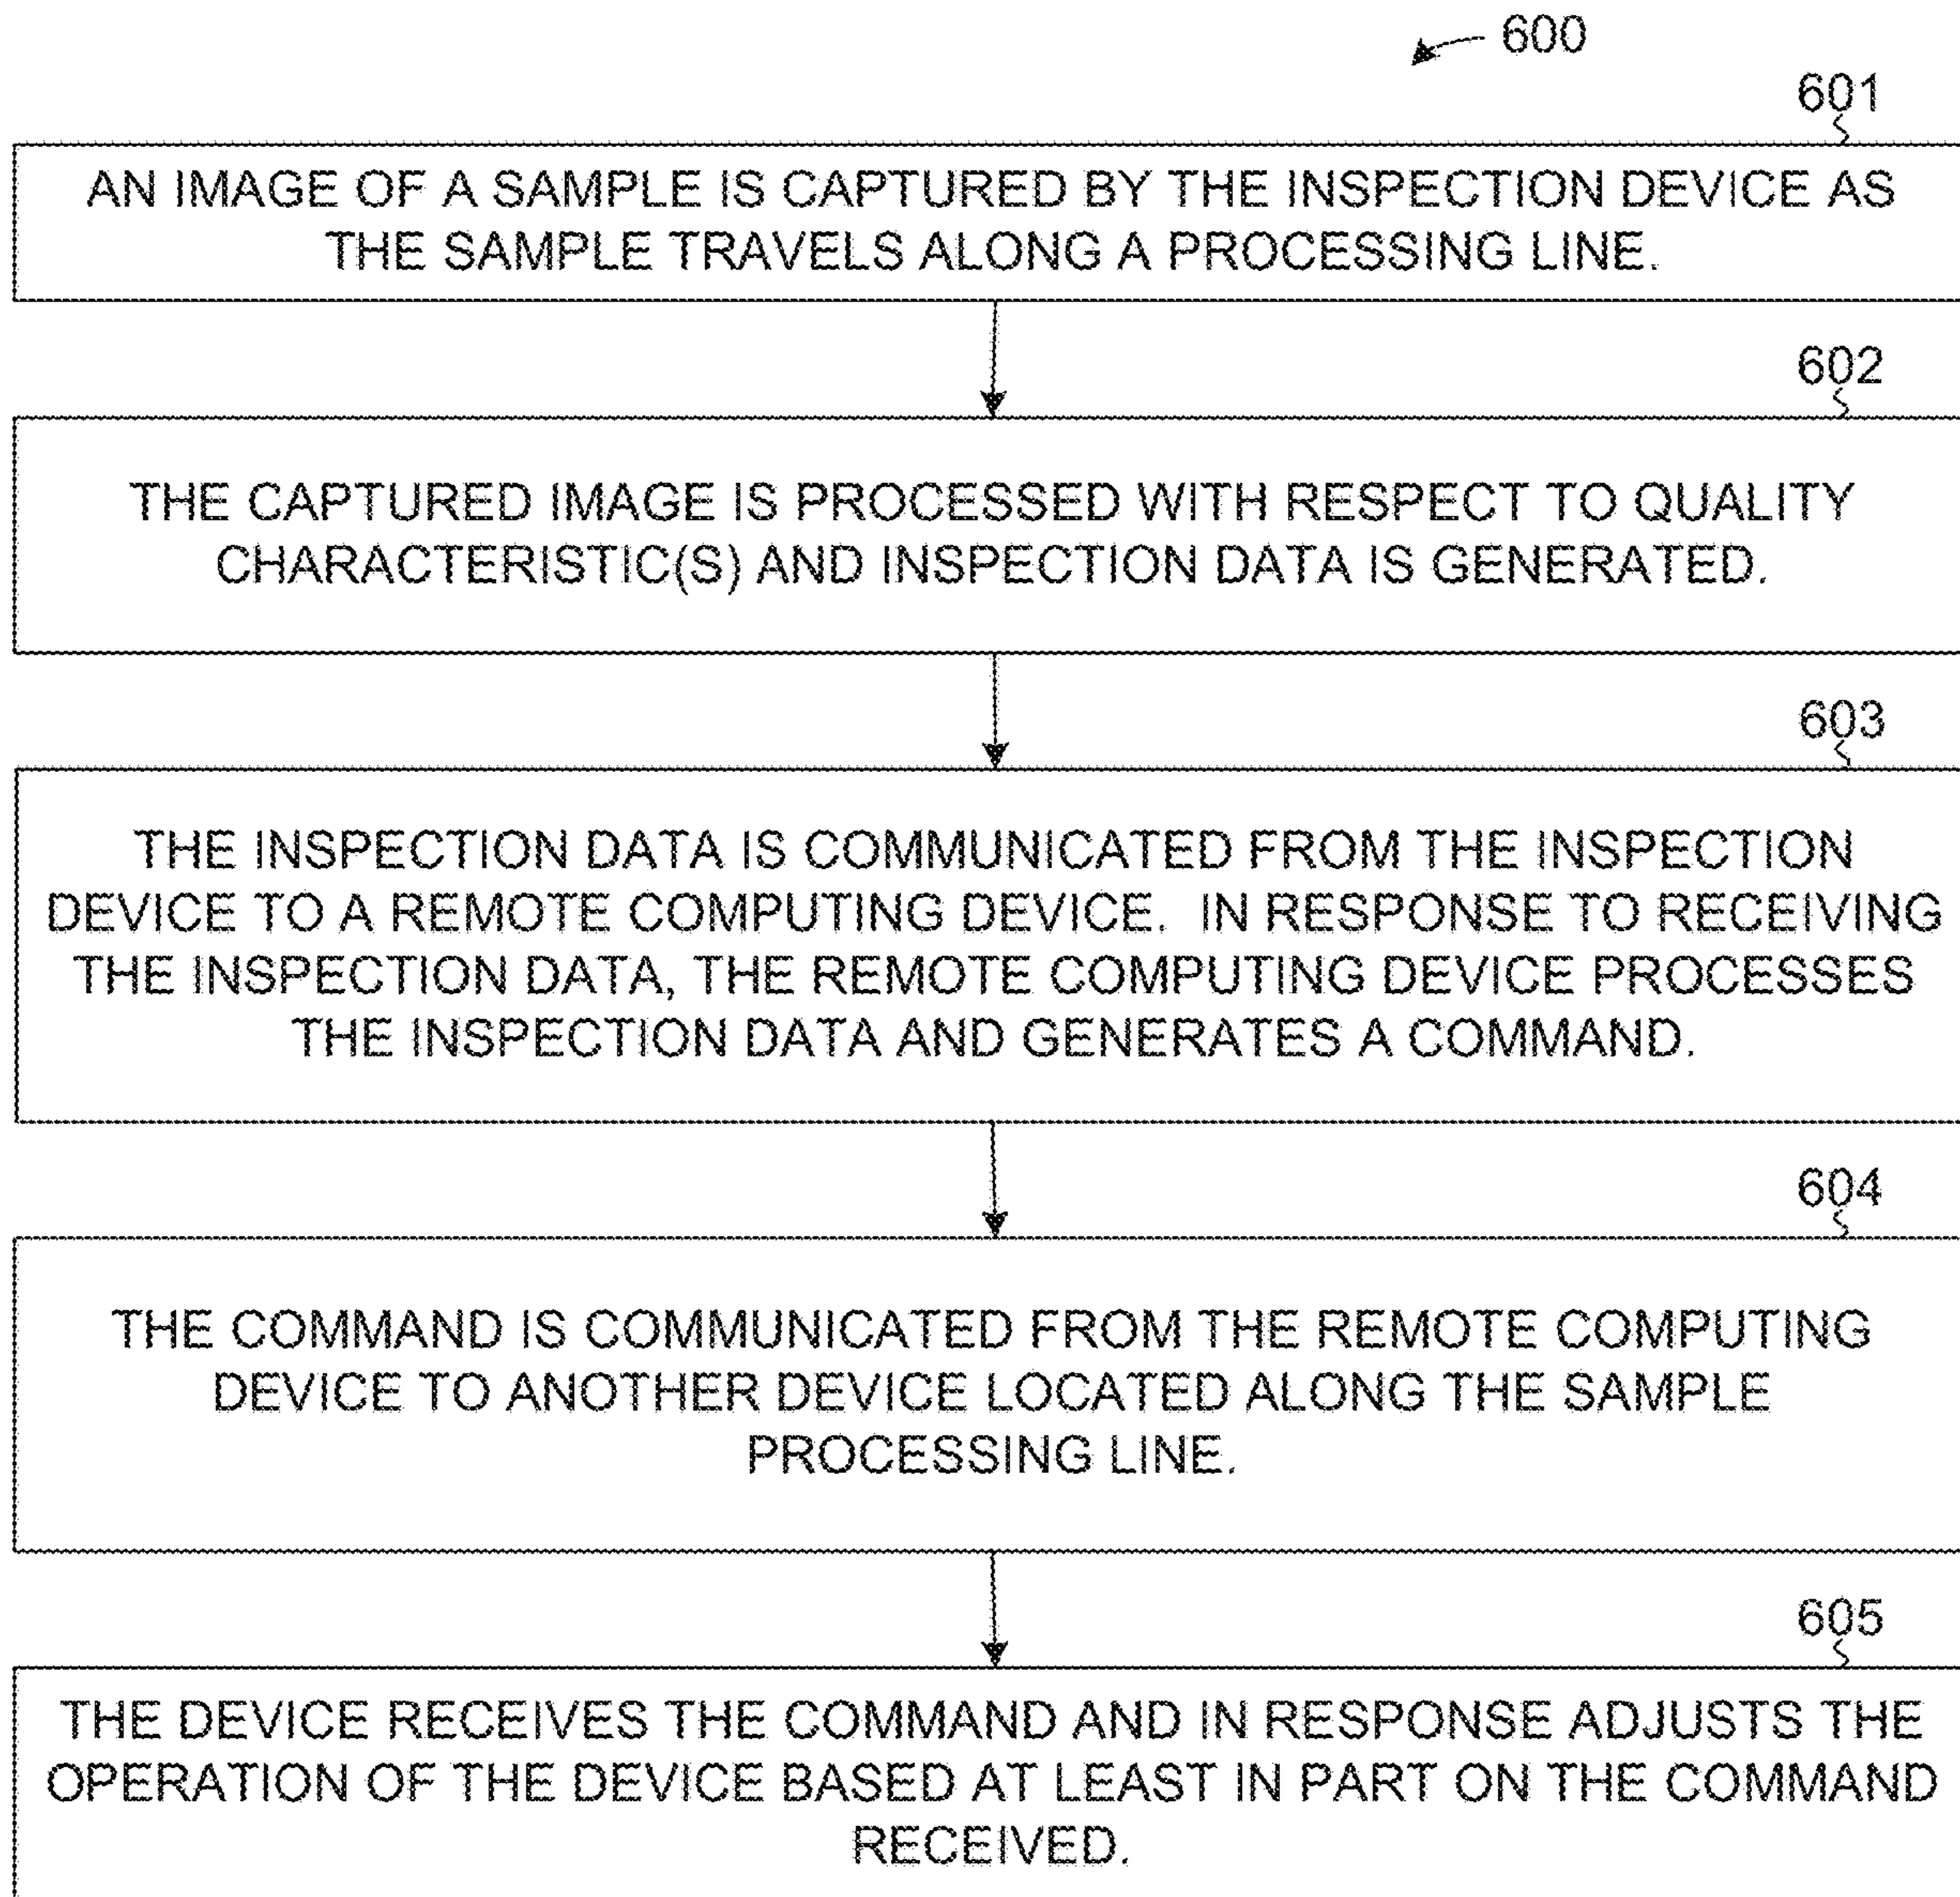 600
601
AN IMAGE OF A SAMPLE IS CAPTURED BY THE INSPECTION DEVICE AS
THE SAMPLE TRAVELS ALONG A PROCESSING LINE.
602
THE CAPTURED IMAGE IS PROCESSED WITH RESPECT TO QUALITY
CHARACTERISTIC(S) AND INSPECTION DATA IS GENERATED.
603
THE INSPECTION DATA IS COMMUNICATED FROM THE INSPECTION
DEVICE TO A REMOTE COMPUTING DEVICE. IN RESPONSE TO RECEIVING
THE INSPECTION DATA, THE REMOTE COMPUTING DEVICE PROCESSES
THE INSPECTION DATA AND GENERATES A COMMAND.
604
THE COMMAND IS COMMUNICATED FROM THE REMOTE COMPUTING
DEVICE TO ANOTHER DEVICE LOCATED ALONG THE SAMPLE
PROCESSING LINE.
605
THE DEVICE RECEIVES THE COMMAND AND IN RESPONSE ADJUSTS THE
OPERATION OF THE DEVICE BASED AT LEAST IN PART ON THE COMMAND
RECEIVED.